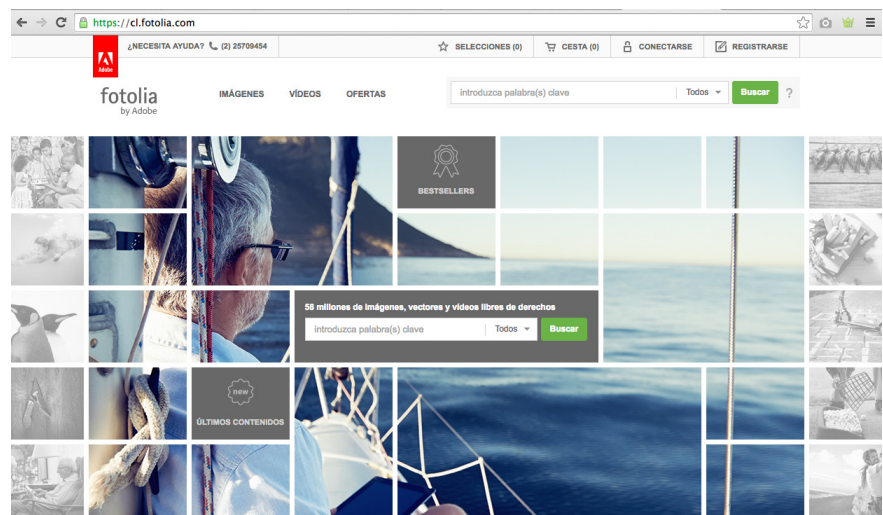 https://cl.fotolia.com
Adobe
¿NECESITA AYUDA? (2) 25709454
SELECCIONES (0)
CESTA (0)
CONECTARSE
REGISTRARSE
fotolia
by Adobe
IMÁGENES
VÍDEOS
OFERTAS
introduzca palabra(s) clave
Todos
Buscar
?
BESTSELLERS
58 millones de imágenes, vectores y vídeos libres de derechos
introduzca palabra(s) clave
Todos
Buscar
new
ÚLTIMOS CONTENIDOS